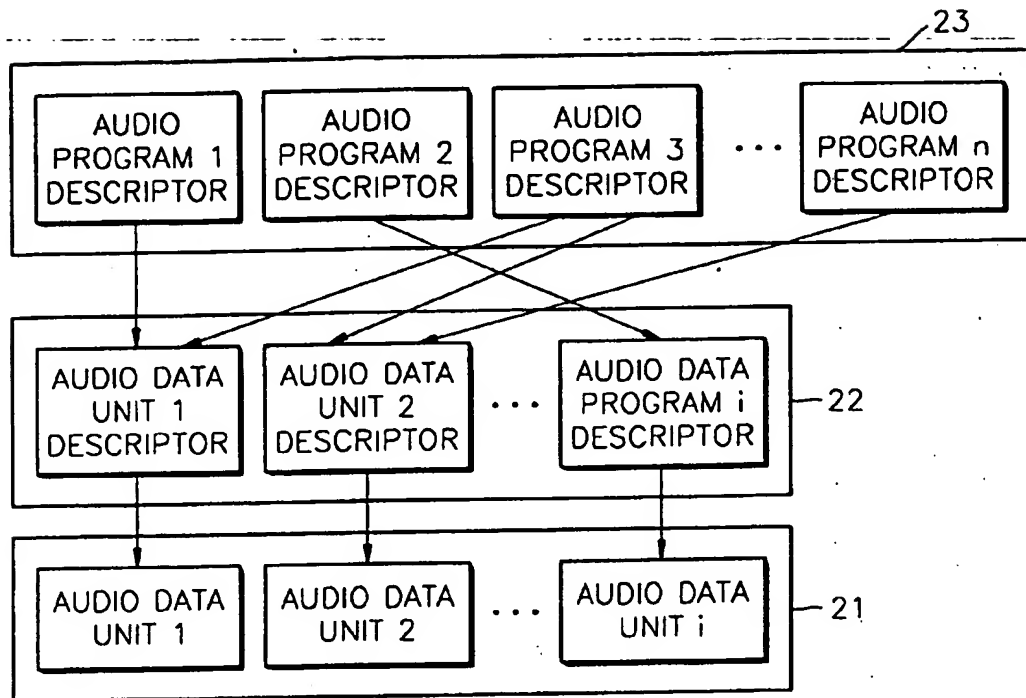 23
AUDIO
PROGRAM 1
DESCRIPTOR
AUDIO
PROGRAM 2
DESCRIPTOR
AUDIO
PROGRAM 3
DESCRIPTOR
...
AUDIO
PROGRAM n
DESCRIPTOR
AUDIO DATA
UNIT 1
DESCRIPTOR
AUDIO DATA
UNIT 2
DESCRIPTOR
...
AUDIO DATA
PROGRAM i
DESCRIPTOR
22
AUDIO DATA
UNIT 1
AUDIO DATA
UNIT 2
...
AUDIO DATA
UNIT i
21